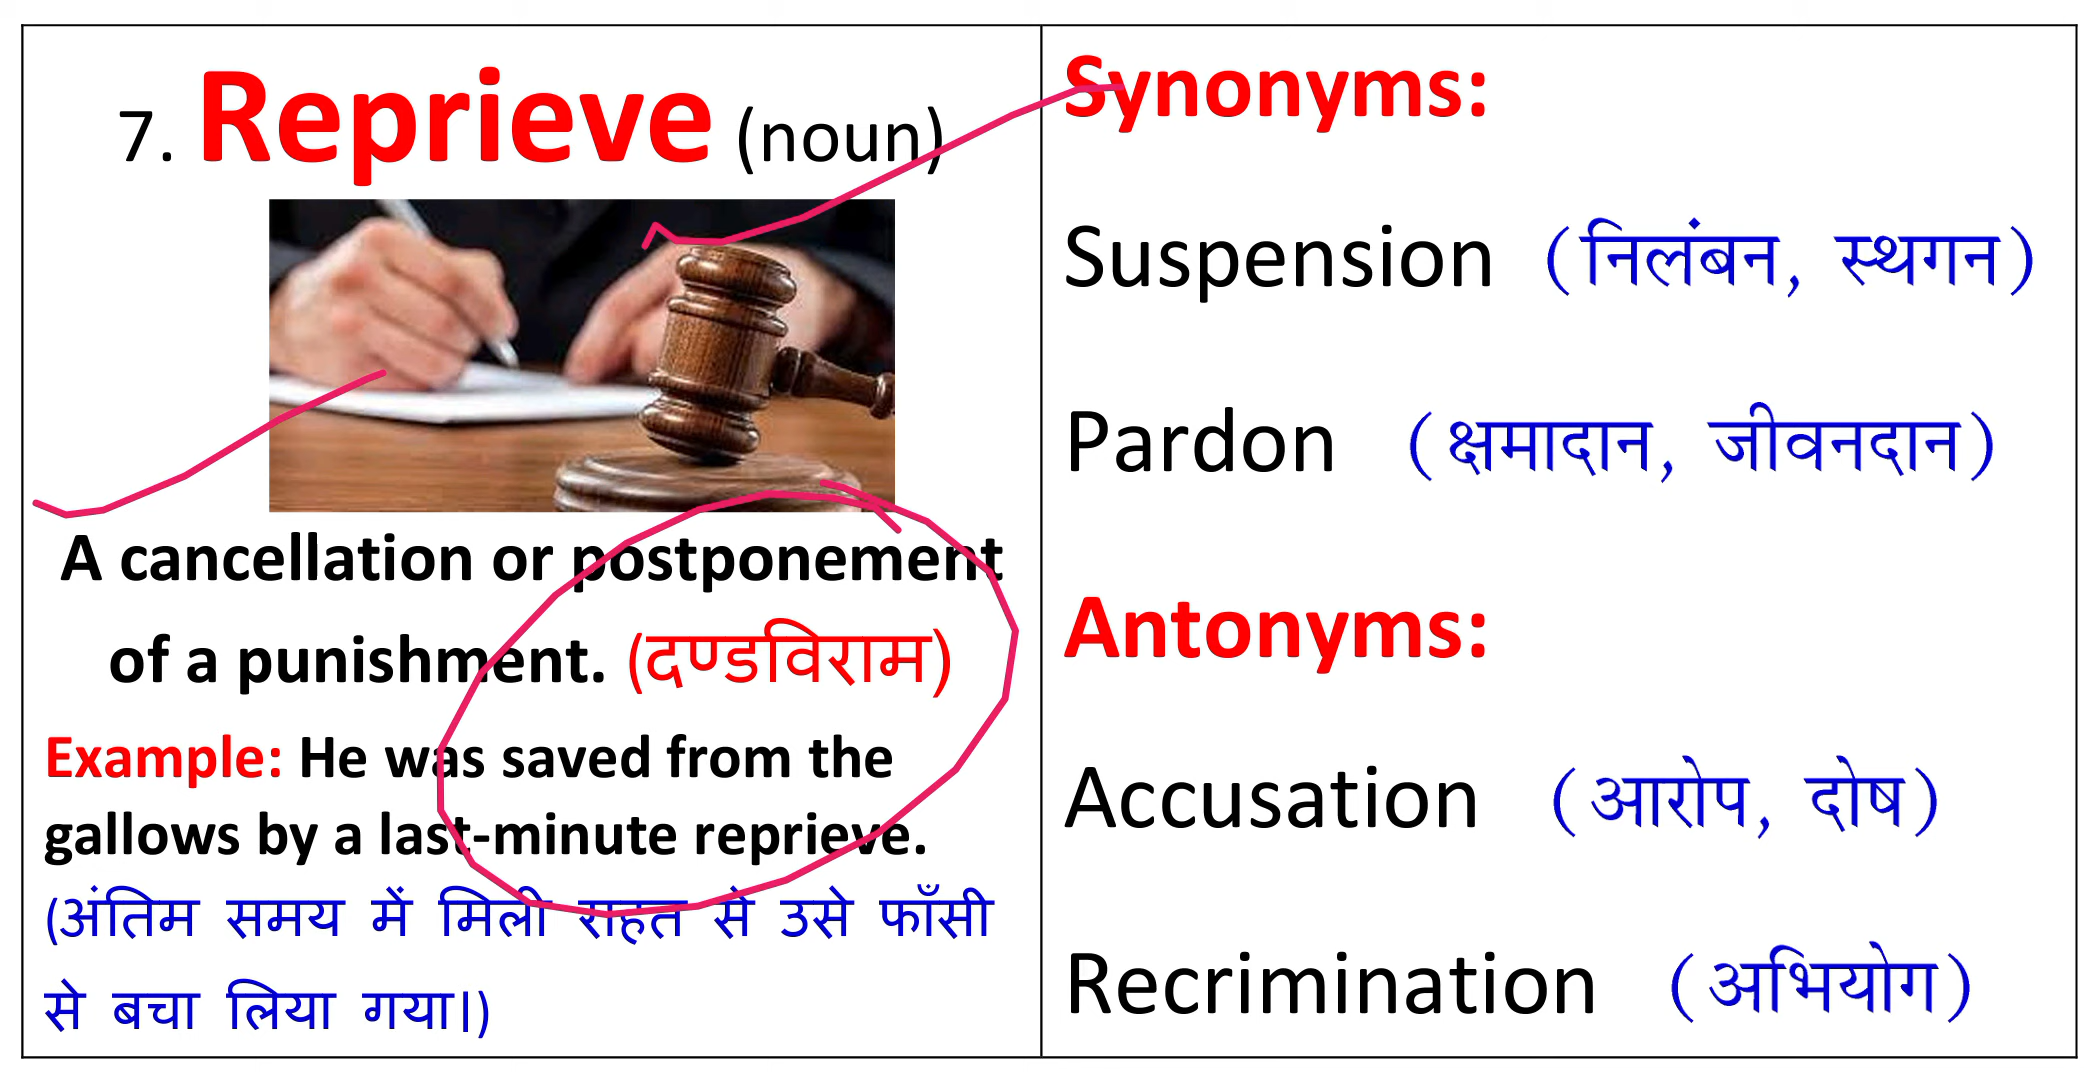 7. Reprieve (noun)
A cancellation or postponement
of a punishment. (दण्डविराम)
Example: He was saved from the
gallows by a last-minute reprieve.
(अंतिम समय में मिली राहत से उसे फाँसी
से बचा लिया गया।)
Synonyms:
Suspension (निलंबन, स्थगन)
Pardon (क्षमादान, जीवनदान)
Antonyms:
Accusation (आरोप, दोष)
Recrimination (अभियोग)